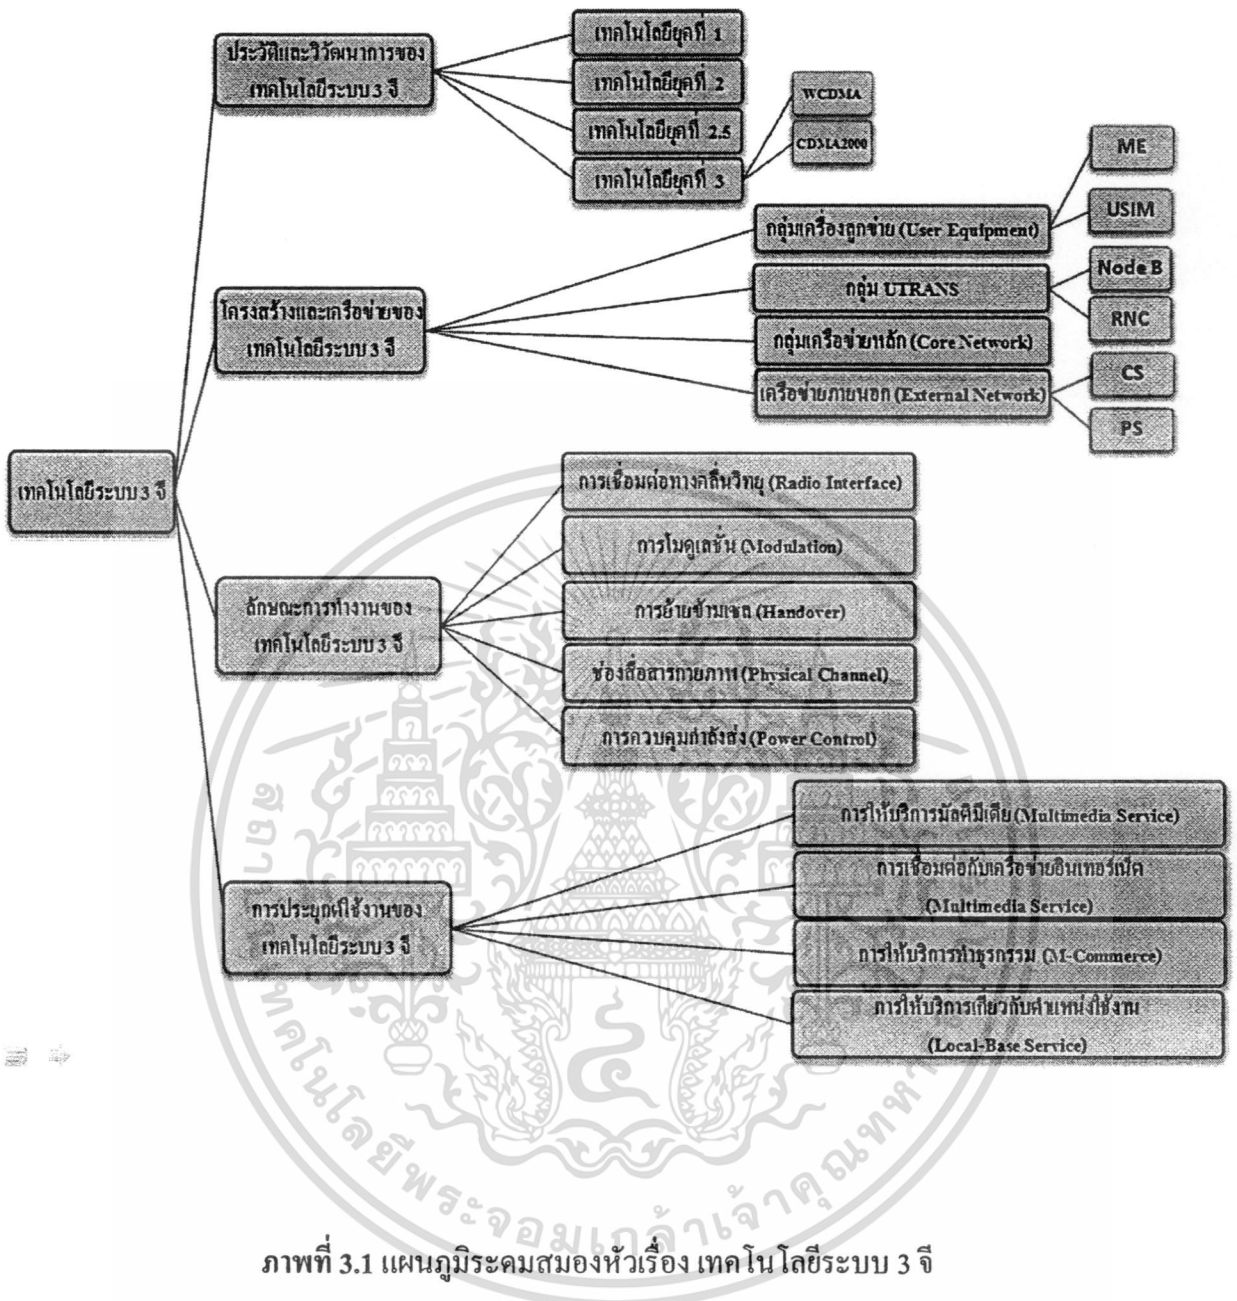 เทคโนโลยีระบบ 3 จี
ประวัติและวิวัฒนาการของ
เทคโนโลยีระบบ 3 จี
เทคโนโลยียุคที่ 1
เทคโนโลยียุคที่ 2
เทคโนโลยียุคที่ 2.5
เทคโนโลยียุคที่ 3
WCDMA
CDMA2000
โครงสร้างและเครือข่ายของ
เทคโนโลยีระบบ 3 จี
กลุ่มเครื่องลูกข่าย (User Equipment)
ME
USIM
กลุ่ม UTRANS
Node B
RNC
กลุ่มเครือข่ายหลัก (Core Network)
เครือข่ายภายนอก (External Network)
CS
PS
ลักษณะการทำงานของ
เทคโนโลยีระบบ 3 จี
การเชื่อมต่อทางคลื่นวิทยุ (Radio Interface)
การโมดูเลชั่น (Modulation)
การย้ายข้ามเซล (Handover)
ช่องสื่อสารกายภาพ (Physical Channel)
การควบคุมกำลังส่ง (Power Control)
การประยุกต์ใช้งานของ
เทคโนโลยีระบบ 3 จี
การให้บริการมัลติมีเดีย (Multimedia Service)
การเชื่อมต่อกับเครือข่ายอินเทอร์เน็ต
(Multimedia Service)
การให้บริการทำธุรกรรม (M-Commerce)
การให้บริการเกี่ยวกับตำแหน่งใช้งาน
(Local-Base Service)
ภาพที่ 3.1 แผนภูมิระดมสมองหัวเรื่อง เทคโนโลยีระบบ 3 จี